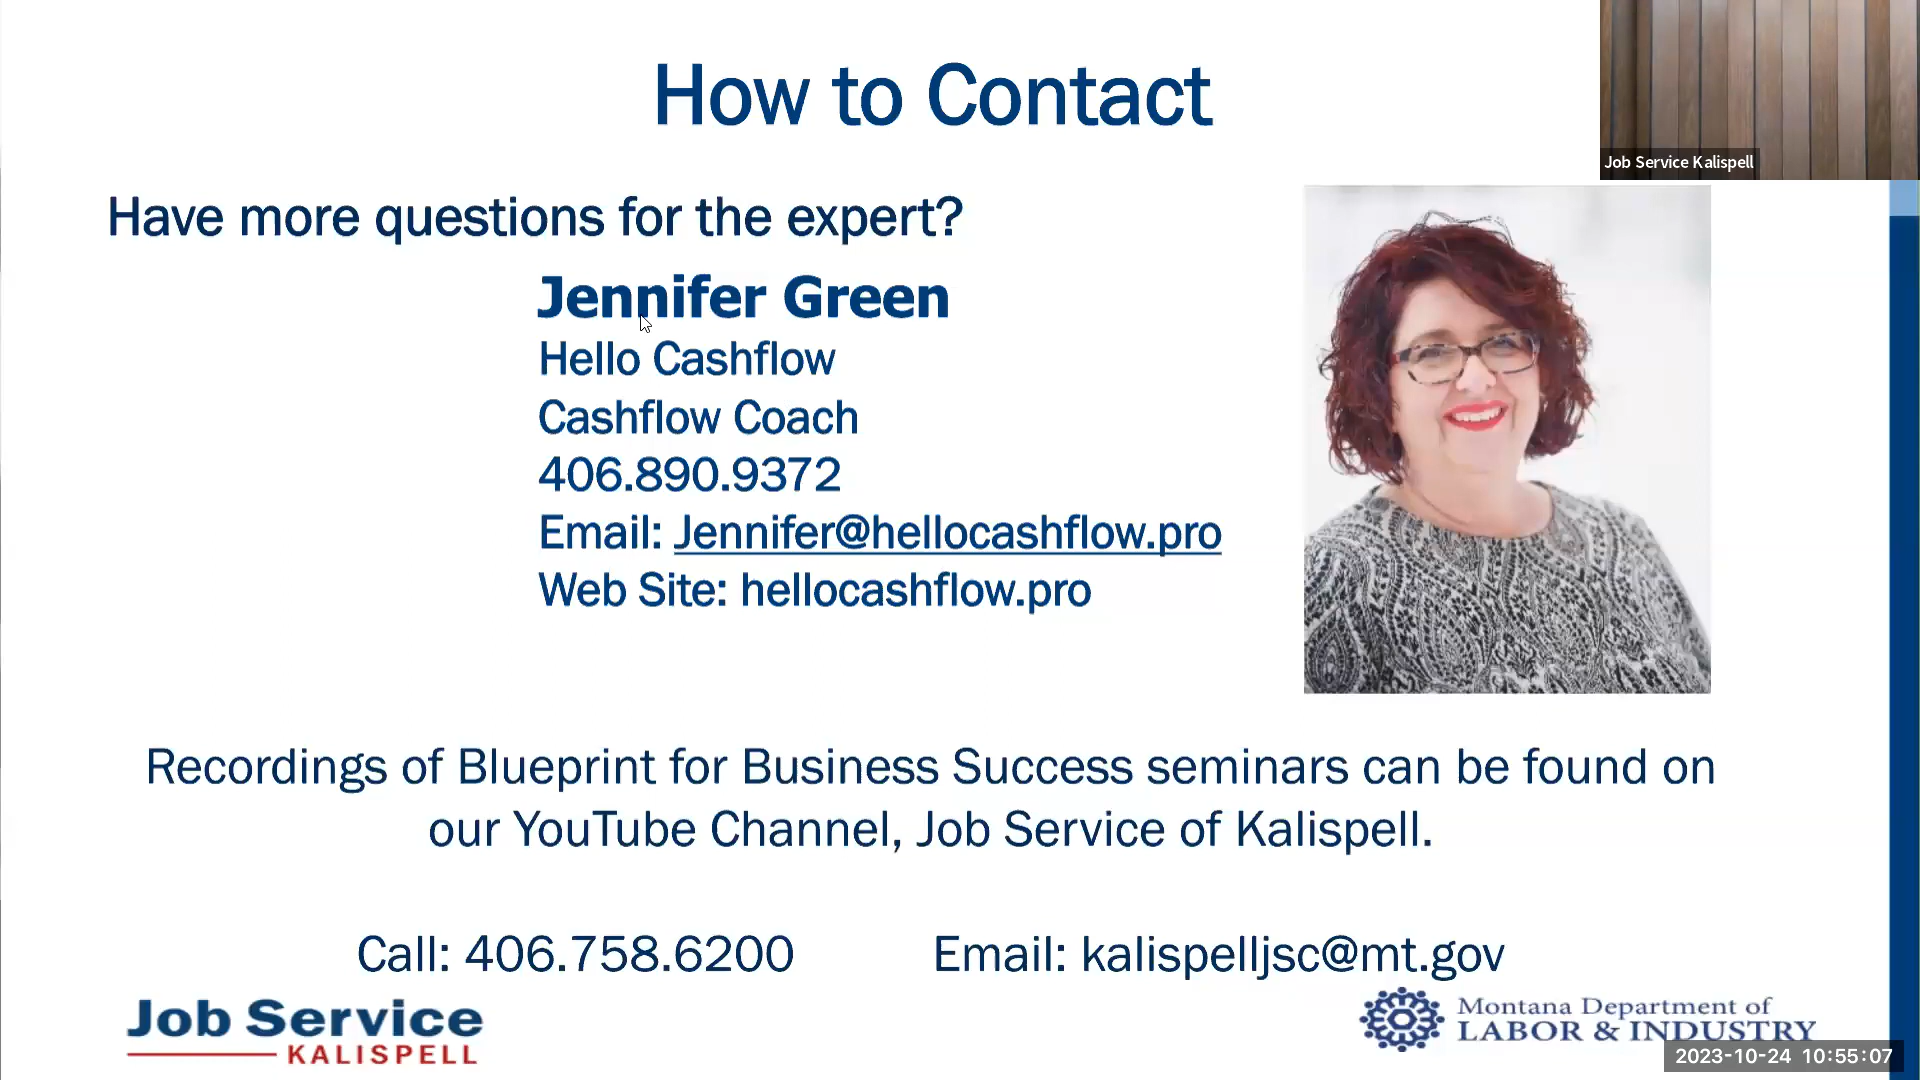 How to Contact
Job Service Kalispell
Have more questions for the expert?
Jennifer Green
Hello Cashflow
Cashflow Coach
406.890.9372
Email: Jennifer@hellocashflow.pro
Web Site: hellocashflow.pro
Recordings of Blueprint for Business Success seminars can be found on
our YouTube Channel, Job Service of Kalispell.
Call: 406.758.6200
Email: kalispelljsc@mt.gov
Job Service
KALISPELL
Montana Department of
LABOR & INDUSTRY
2023-10-24 10:55:07